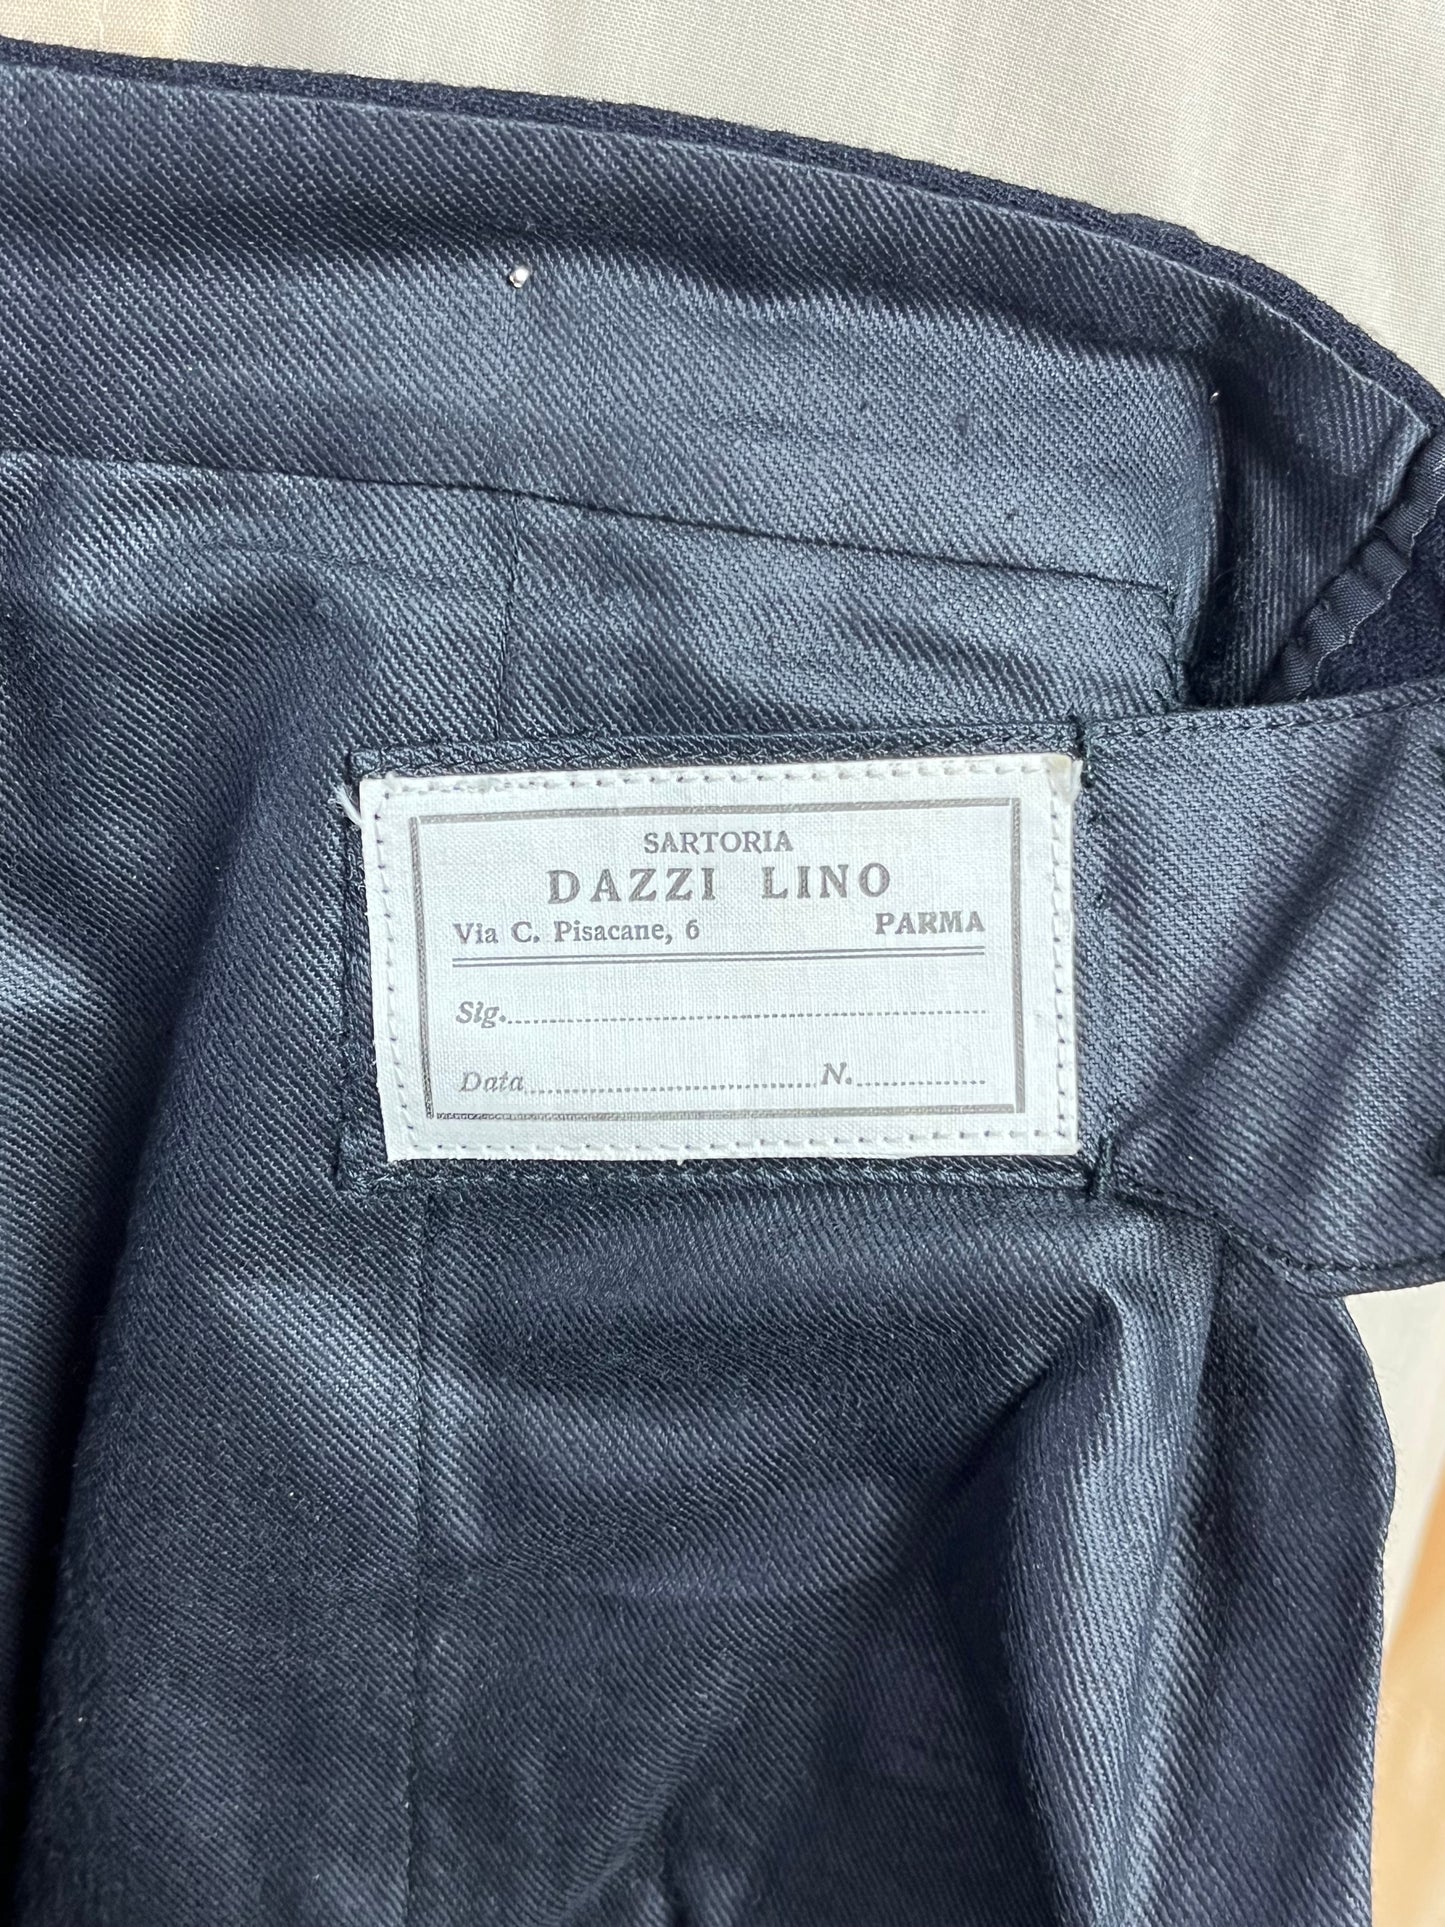 SARTORIA
DAZZI LINO
Via C. Pisacane, 6 PARMA
Sig.
Data N.